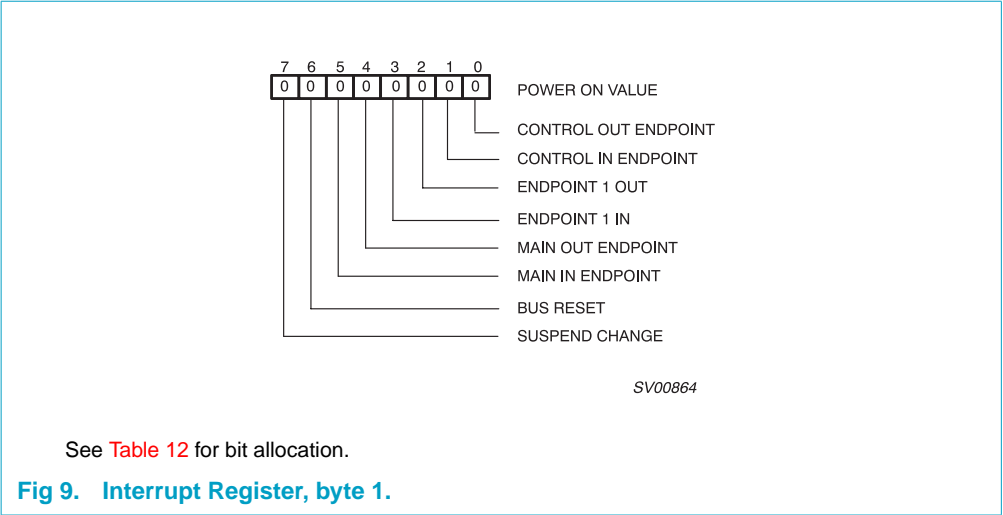 7 6 5 4 3 2 1 0
0 0 0 0 0 0 0 0 POWER ON VALUE
CONTROL OUT ENDPOINT
CONTROL IN ENDPOINT
ENDPOINT 1 OUT
ENDPOINT 1 IN
MAIN OUT ENDPOINT
MAIN IN ENDPOINT
BUS RESET
SUSPEND CHANGE
SV00864
See Table 12 for bit allocation.
Fig 9. Interrupt Register, byte 1.